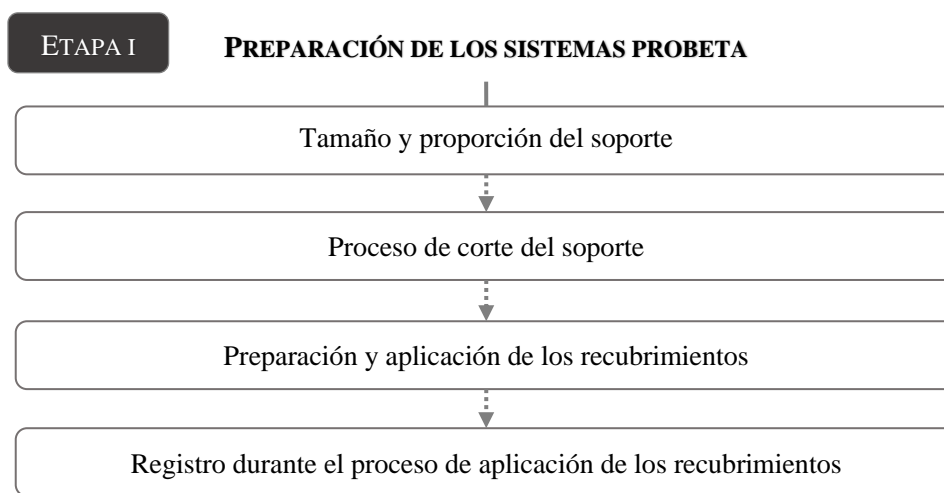 ETAPA I
PREPARACIÓN DE LOS SISTEMAS PROBETA
Tamaño y proporción del soporte
Proceso de corte del soporte
Preparación y aplicación de los recubrimientos
Registro durante el proceso de aplicación de los recubrimientos